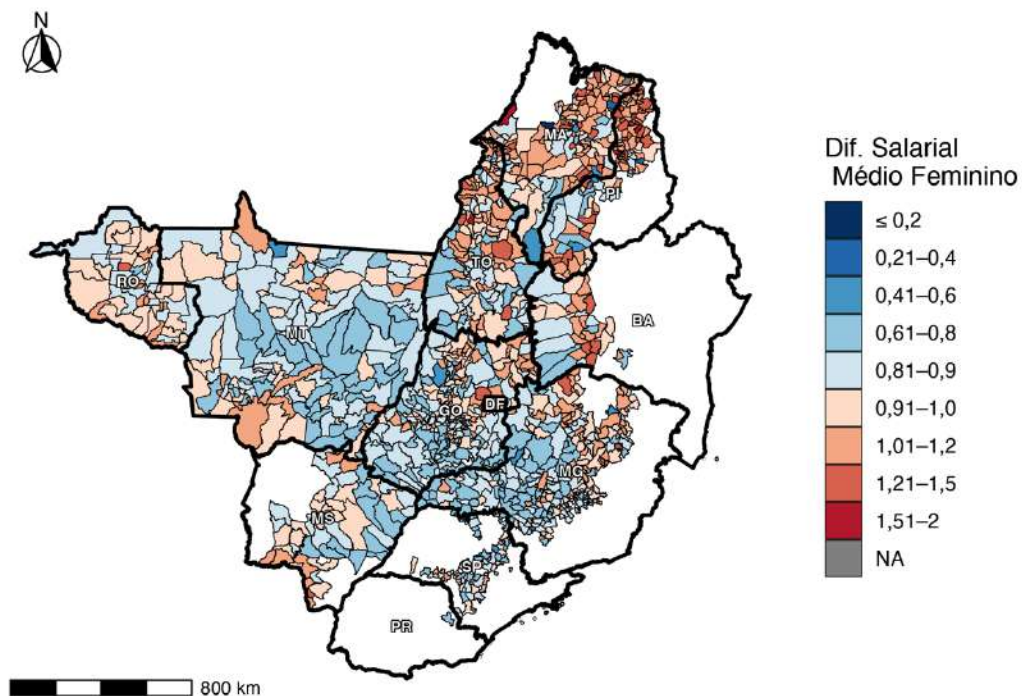 N
MA
PI
TO
RO
MT
BA
GO
DF
MG
MS
SP
PR
800 km
Dif. Salarial
Médio Feminino
≤ 0,2
0,21–0,4
0,41–0,6
0,61–0,8
0,81–0,9
0,91–1,0
1,01–1,2
1,21–1,5
1,51–2
NA